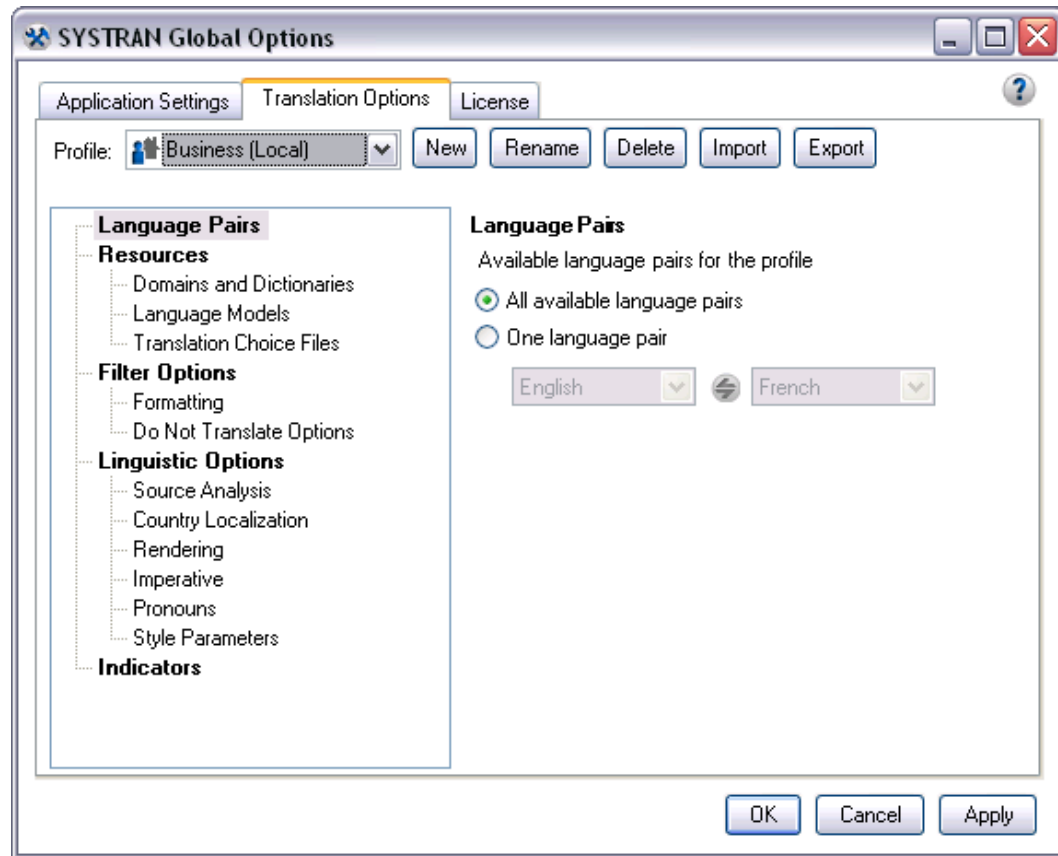 SYSTRAN Global Options
Application Settings Translation Options License
Profile: Business (Local) New Rename Delete Import Export
Language Pairs
Resources
Domains and Dictionaries
Language Models
Translation Choice Files
Filter Options
Formatting
Do Not Translate Options
Linguistic Options
Source Analysis
Country Localization
Rendering
Imperative
Pronouns
Style Parameters
Indicators
Language Pairs
Available language pairs for the profile
All available language pairs
One language pair
English French
OK Cancel Apply